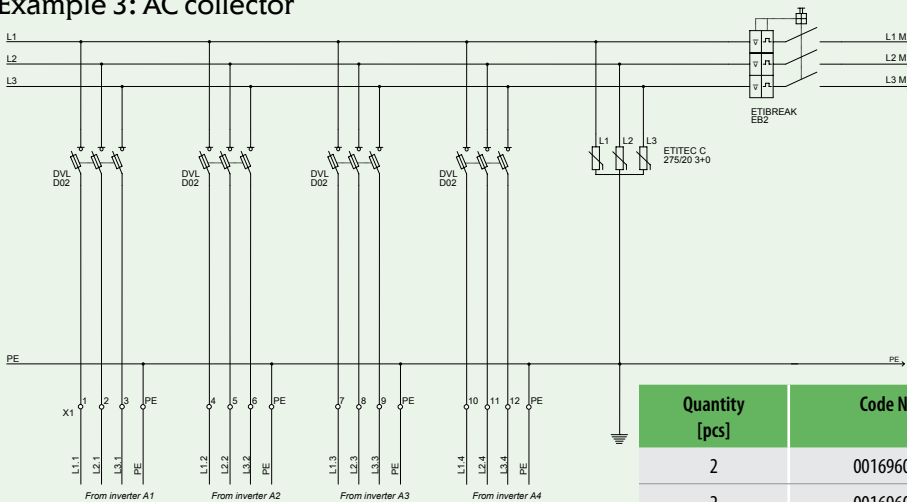 Example 3: AC collector
L1
L1 M
L2
L2 M
L3
L3 M
ETIBREAK
EB2
L1 L2 L3
ETITEC C
275/20 3+0
DVL
D02
DVL
D02
DVL
D02
DVL
D02
PE
PE
X1
1 2 3 PE
4 5 6 PE
7 8 9 PE
10 11 12 PE
L1.1 L2.1 L3.1 PE
L1.2 L2.2 L3.2 PE
L1.3 L2.3 L3.3 PE
L1.4 L2.4 L3.4 PE
From inverter A1
From inverter A2
From inverter A3
From inverter A4
Quantity
[pcs]
Code N
2
0016960